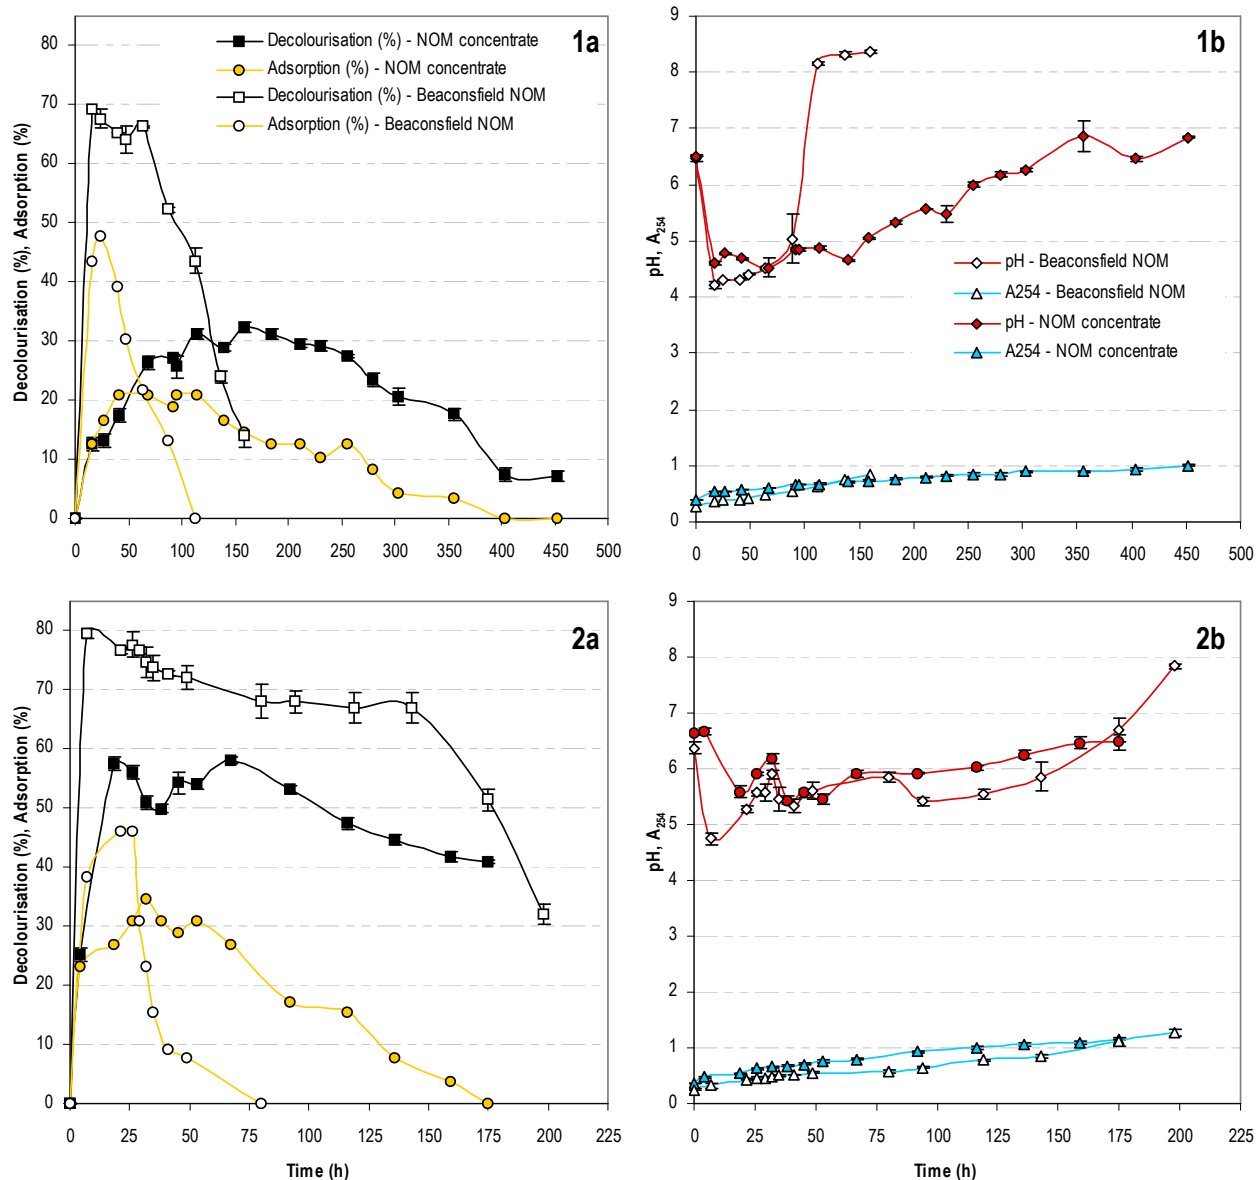 1a
Decolourisation (%) - NOM concentrate
Adsorption (%) - NOM concentrate
Decolourisation (%) - Beaconsfield NOM
Adsorption (%) - Beaconsfield NOM
Decolourisation (%), Adsorption (%)
80
70
60
50
40
30
20
10
0
0 50 100 150 200 250 300 350 400 450 500
1b
pH, A254
9
8
7
6
5
4
3
2
1
0
pH - Beaconsfield NOM
A254 - Beaconsfield NOM
pH - NOM concentrate
A254 - NOM concentrate
0 50 100 150 200 250 300 350 400 450 500
2a
Decolourisation (%), Adsorption (%)
80
70
60
50
40
30
20
10
0
0 25 50 75 100 125 150 175 200 225
Time (h)
2b
pH, A254
9
8
7
6
5
4
3
2
1
0
0 25 50 75 100 125 150 175 200 225
Time (h)